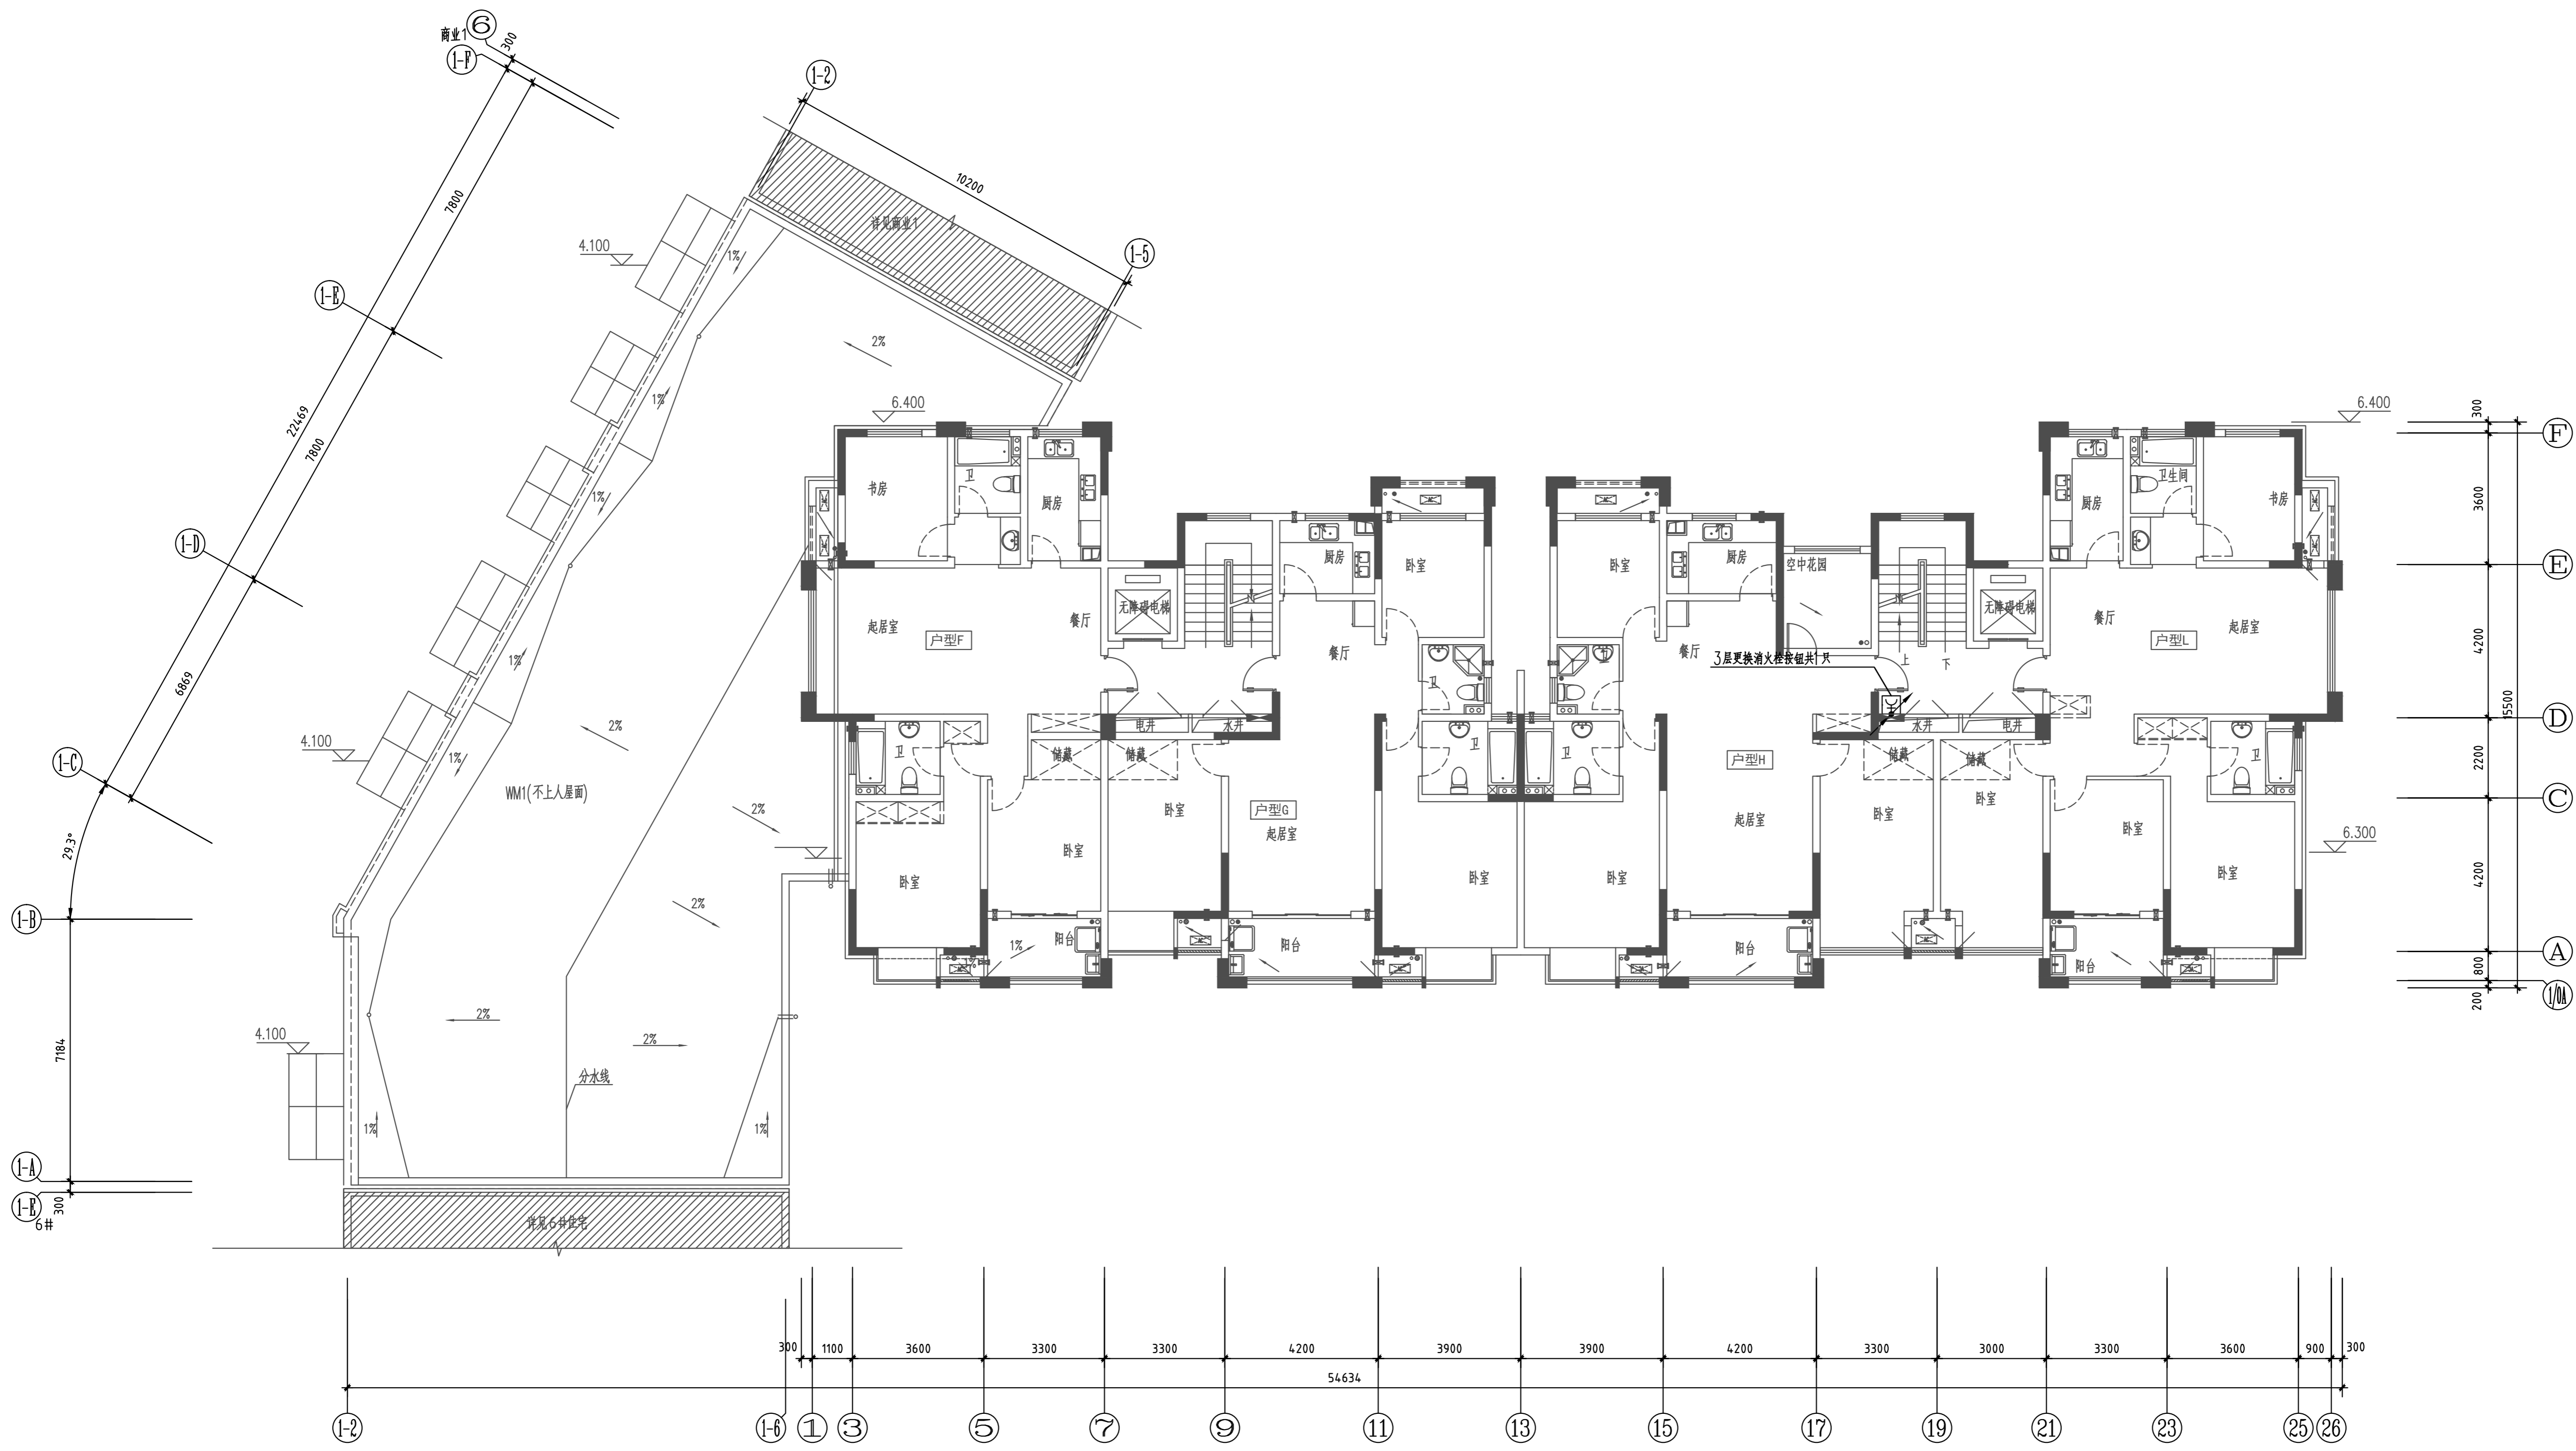 商业1
6
1-F
300
1-2
7800
10200
详见商业1
1-5
4.100
1%
1-E
2%
22469
7800
1%
6.400
6.400
300
F
1%
书房
卫
厨房
厨房
卫生间
书房
3600
1-D
卧室
厨房
卧室
厨房
空中花园
E
无障碍电梯
无障碍电梯
起居室
户型F
餐厅
餐厅
餐厅
餐厅
户型L
起居室
4200
3层更换消火栓按钮共1只
上
下
1%
6869
卫
卫
15500
D
电井
水井
水井
电井
4.100
2%
1%
卫
储藏
储藏
卫
卫
户型H
储藏
储藏
卫
2200
1-C
WM1(不上人屋面)
2%
卧室
户型G
起居室
起居室
卧室
卧室
卧室
C
29.3°
6.300
卧室
卧室
卧室
卧室
卧室
4200
2%
1-B
1%
阳台
阳台
阳台
阳台
1%
A
800
1/0A
200
2%
4.100
2%
7184
分水线
1%
1%
1-A
1-E
6#
300
详见6#住宅
300
1100
3600
3300
3300
4200
3900
3900
4200
3300
3000
3300
3600
900
300
54634
1-2
1-6
1
3
5
7
9
11
13
15
17
19
21
23
25
26